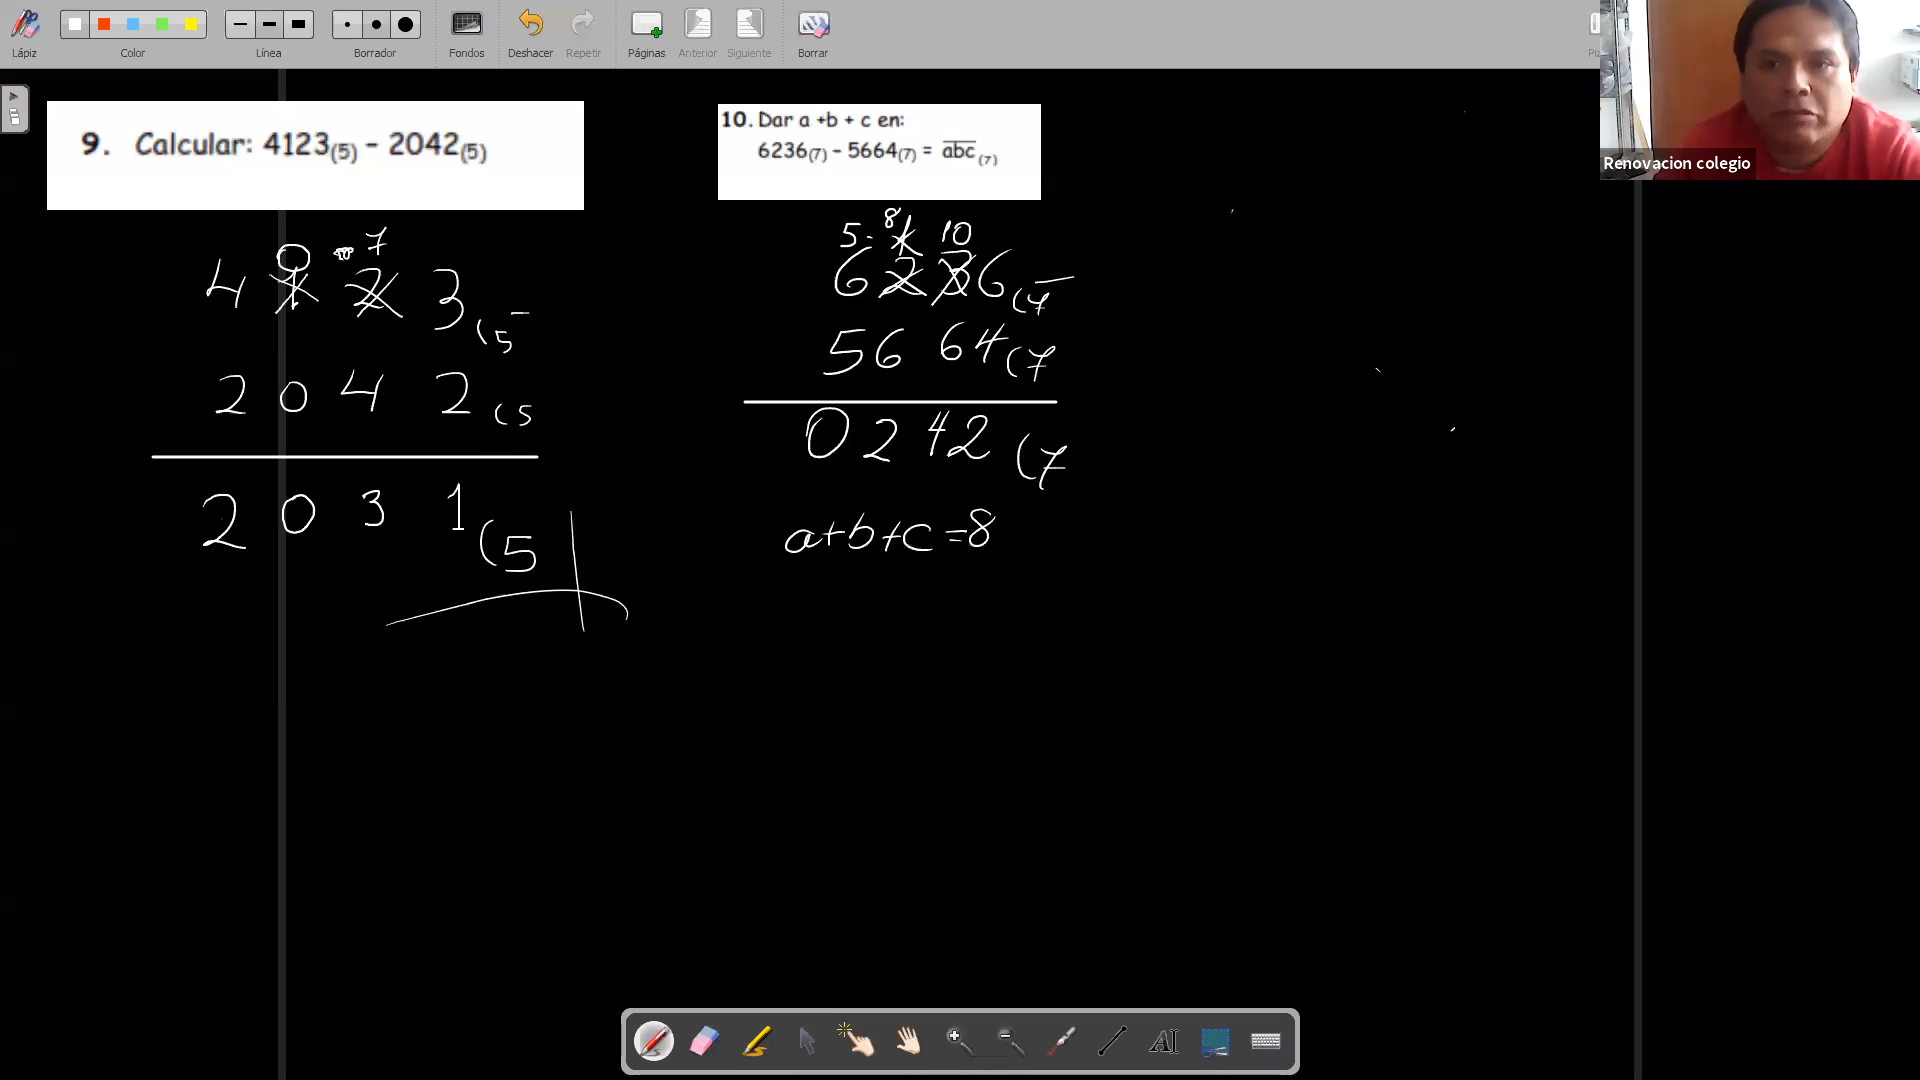 Lápiz Color Línea Borrador Fondos Deshacer Repetir Páginas Anterior Siguiente Borrar
Renovacion colegio
9. Calcular: 4123(5) - 2042(5)
0 7
4 1 2 3 (5 -
2 0 4 2 (5
2 0 3 1 (5
10. Dar a +b + c en:
6236(7) - 5664(7) = abc (7)
5 8 1 10
6 2 3 6 (7 -
5 6 6 4 (7
0 2 4 2 (7
a+b+c=8